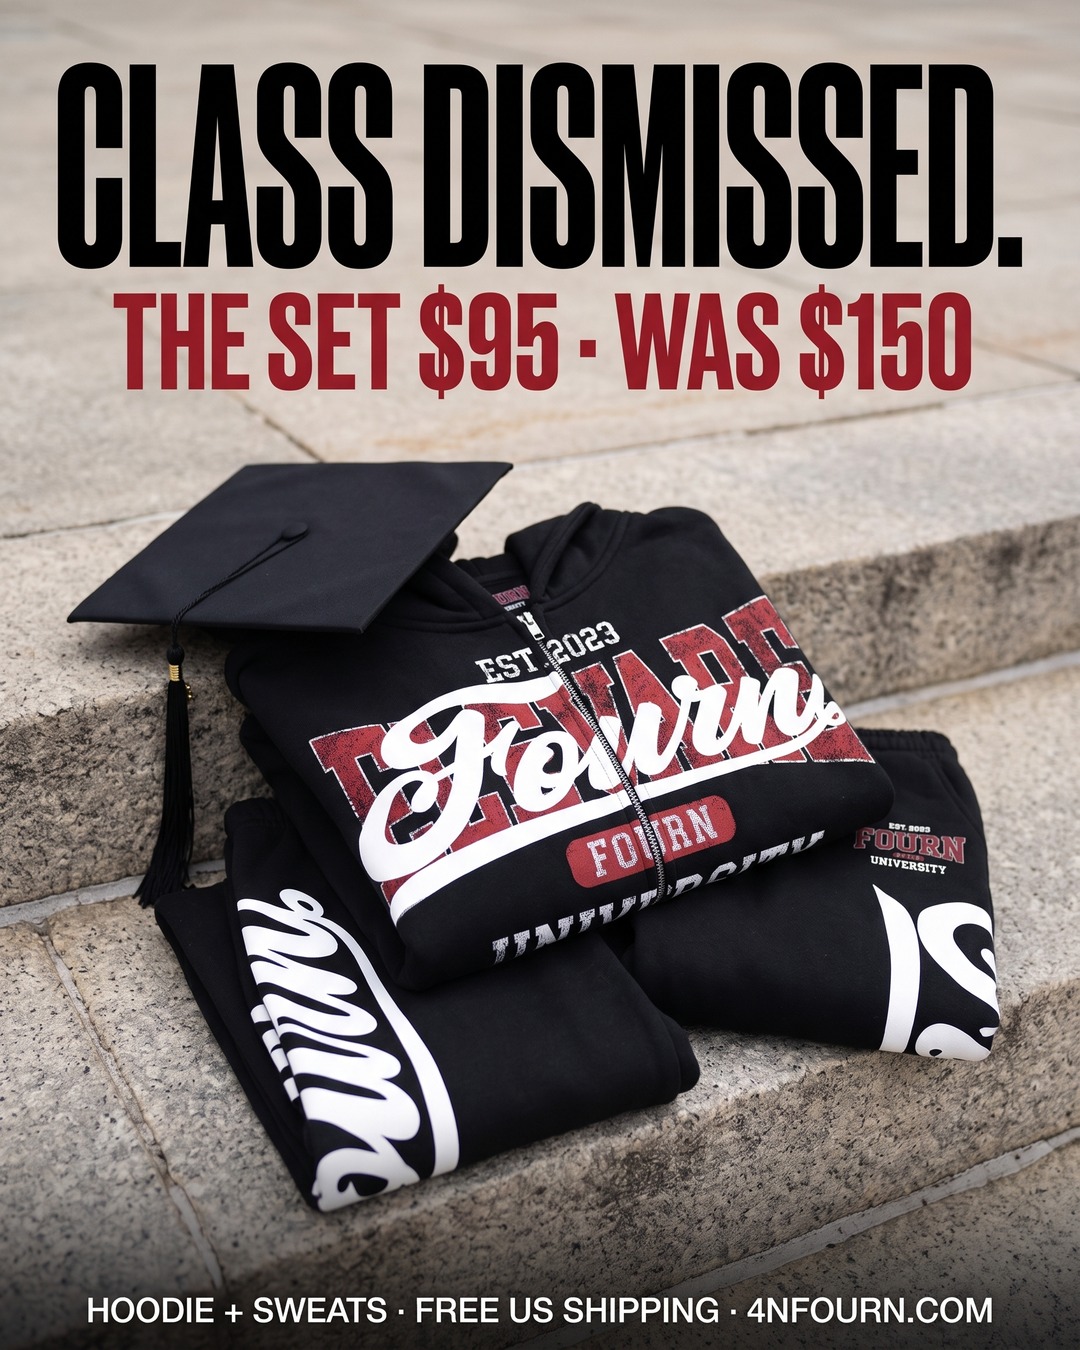 CLASS DISMISSED.
THE SET $95 · WAS $150
EST. 2023
Fourn
FOURN
UNIVERSITY
EST. 2023
FOURN
UNIVERSITY
HOODIE + SWEATS · FREE US SHIPPING · 4NFOURN.COM